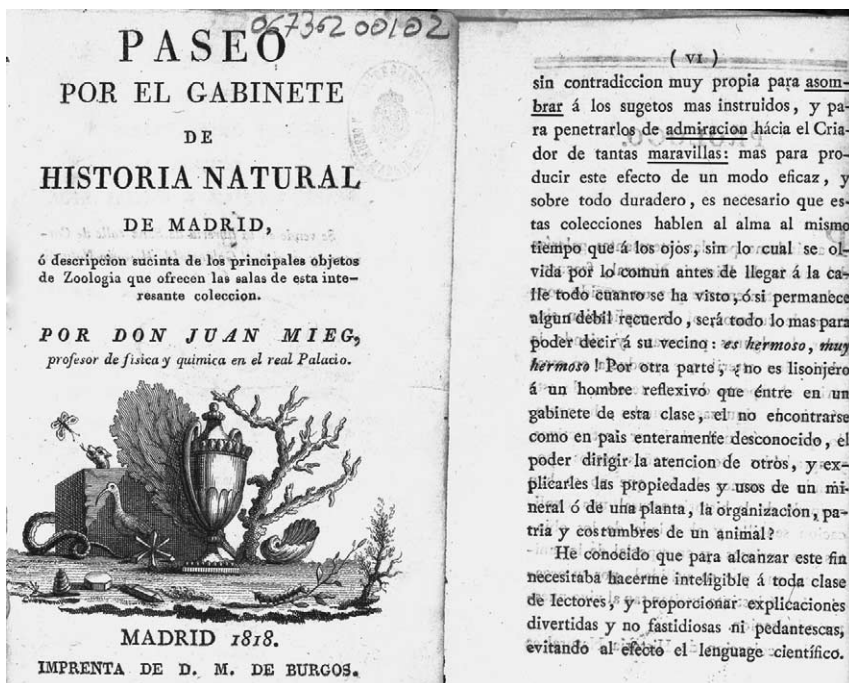 06736200102
PASEO
POR EL GABINETE
DE
HISTORIA NATURAL
DE MADRID,
ó descripcion sucinta de los principales objetos
de Zoologia que ofrecen las salas de esta inte-
resante coleccion.
POR DON JUAN MIEG,
profesor de fisica y quimica en el real Palacio.
MADRID 1818.
IMPRENTA DE D. M. DE BURGOS.
( VI )
sin contradiccion muy propia para asom-
brar á los sugetos mas instruidos, y pa-
ra penetrarlos de admiracion hácia el Cria-
dor de tantas maravillas: mas para pro-
ducir este efecto de un modo eficaz, y
sobre todo duradero, es necesario que es-
tas colecciones hablen al alma al mismo
tiempo que á los ojos, sin lo cual se ol-
vida por lo comun antes de llegar á la ca-
lle todo cuanto se ha visto, ó si permanece
algun débil recuerdo, será todo lo mas para
poder decir á su vecino: es hermoso, muy
hermoso! Por otra parte, ¿no es lisonjero
á un hombre reflexivo que éntre en un
gabinete de esta clase, el no encontrarse
como en pais enteramente desconocido, el
poder dirigir la atencion de otros, y ex-
plicarles las propiedades y usos de un mi-
neral ó de una planta, la organizacion, pa-
tria y costumbres de un animal?
He conocido que para alcanzar este fin
necesitaba hacerme inteligible á toda clase
de lectores, y proporcionar explicaciones
divertidas y no fastidiosas ni pedantescas,
evitando al efecto el lenguage científico.